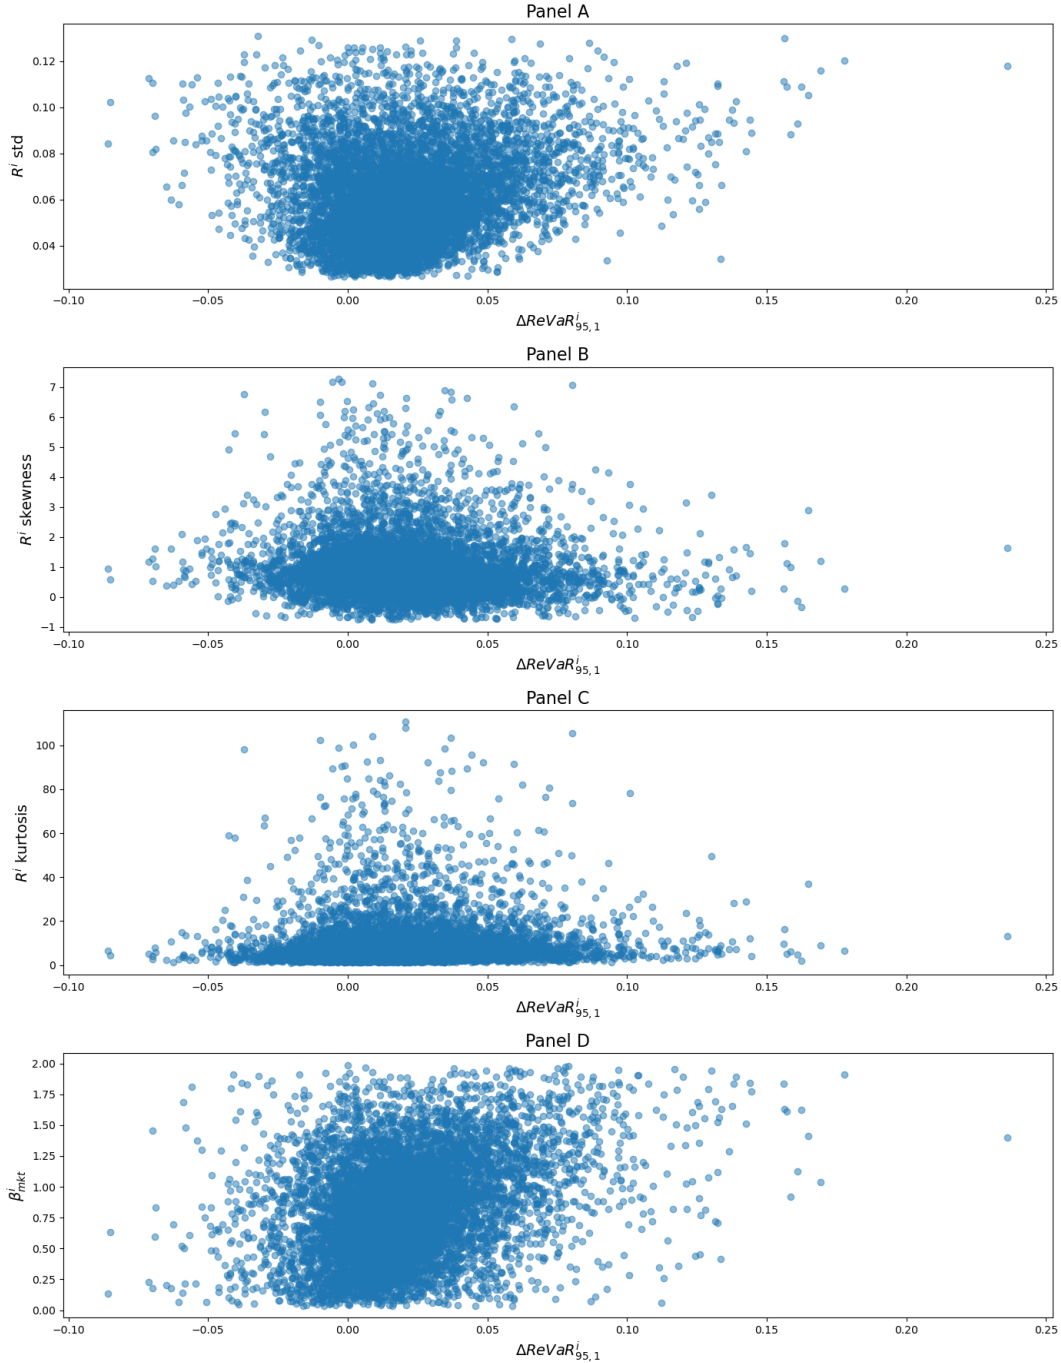 Panel A
0.12
0.10
0.08
0.06
0.04
R^i std
−0.10 −0.05 0.00 0.05 0.10 0.15 0.20 0.25
ΔReVaR^i_{95,1}
Panel B
7
6
5
4
3
2
1
0
−1
R^i skewness
−0.10 −0.05 0.00 0.05 0.10 0.15 0.20 0.25
ΔReVaR^i_{95,1}
Panel C
100
80
60
40
20
0
R^i kurtosis
−0.10 −0.05 0.00 0.05 0.10 0.15 0.20 0.25
ΔReVaR^i_{95,1}
Panel D
2.00
1.75
1.50
1.25
1.00
0.75
0.50
0.25
0.00
β^i_{mkt}
−0.10 −0.05 0.00 0.05 0.10 0.15 0.20 0.25
ΔReVaR^i_{95,1}